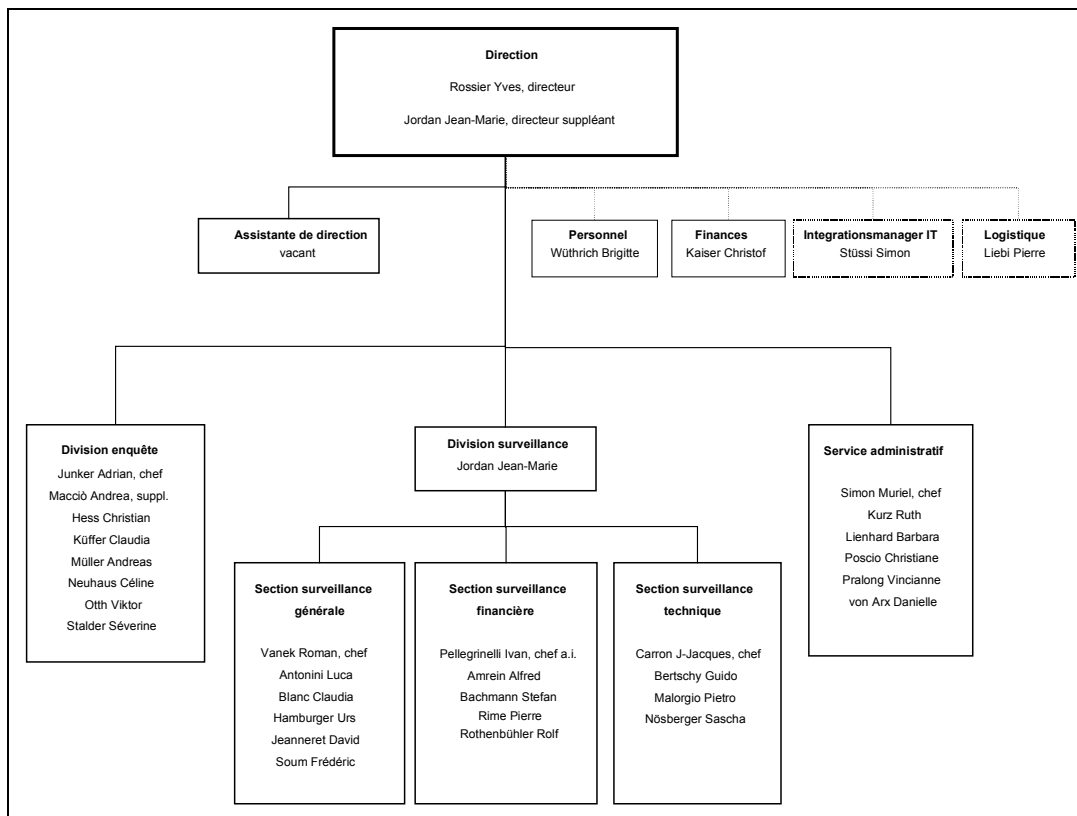 Direction
Rossier Yves, directeur
Jordan Jean-Marie, directeur suppléant
Assistante de direction
vacant
Personnel
Wüthrich Brigitte
Finances
Kaiser Christof
Integrationsmanager IT
Stüssi Simon
Logistique
Liebi Pierre
Division enquête
Junker Adrian, chef
Macciò Andrea, suppl.
Hess Christian
Küffer Claudia
Müller Andreas
Neuhaus Céline
Otth Viktor
Stalder Séverine
Division surveillance
Jordan Jean-Marie
Service administratif
Simon Muriel, chef
Kurz Ruth
Lienhard Barbara
Poscio Christiane
Pralong Vincianne
von Arx Danielle
Section surveillance
générale
Vanek Roman, chef
Antonini Luca
Blanc Claudia
Hamburger Urs
Jeanneret David
Soum Frédéric
Section surveillance
financière
Pellegrinelli Ivan, chef a.i.
Amrein Alfred
Bachmann Stefan
Rime Pierre
Rothenbühler Rolf
Section surveillance
technique
Carron J-Jacques, chef
Bertschy Guido
Malorgio Pietro
Nösberger Sascha